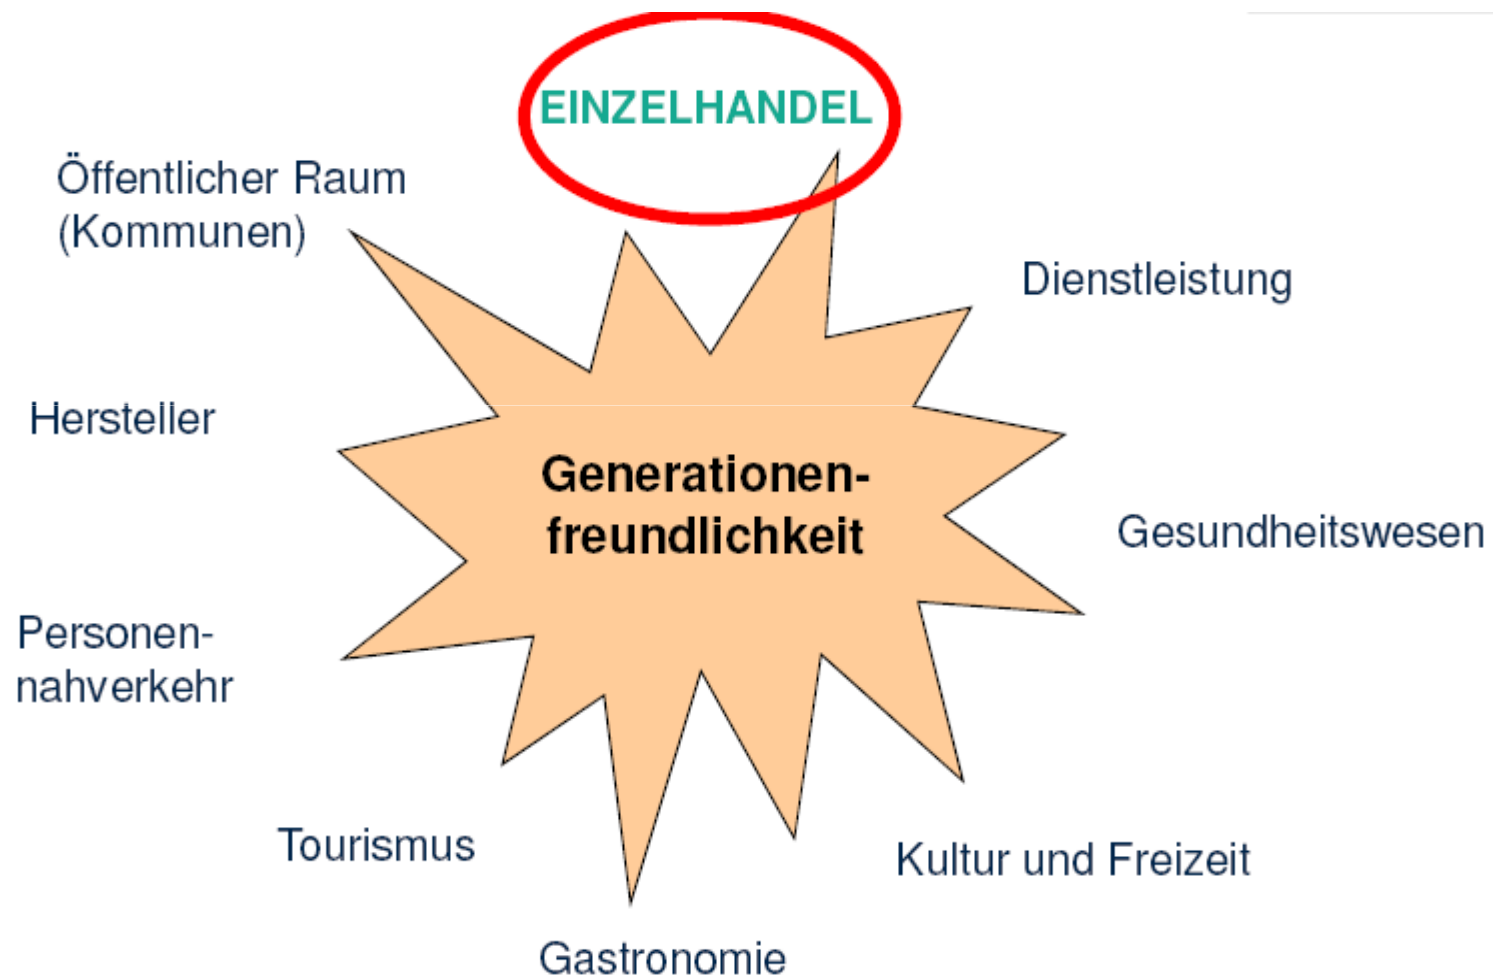 EINZELHANDEL
Öffentlicher Raum
(Kommunen)
Dienstleistung
Hersteller
Generationen-
freundlichkeit
Gesundheitswesen
Personen-
nahverkehr
Tourismus
Kultur und Freizeit
Gastronomie